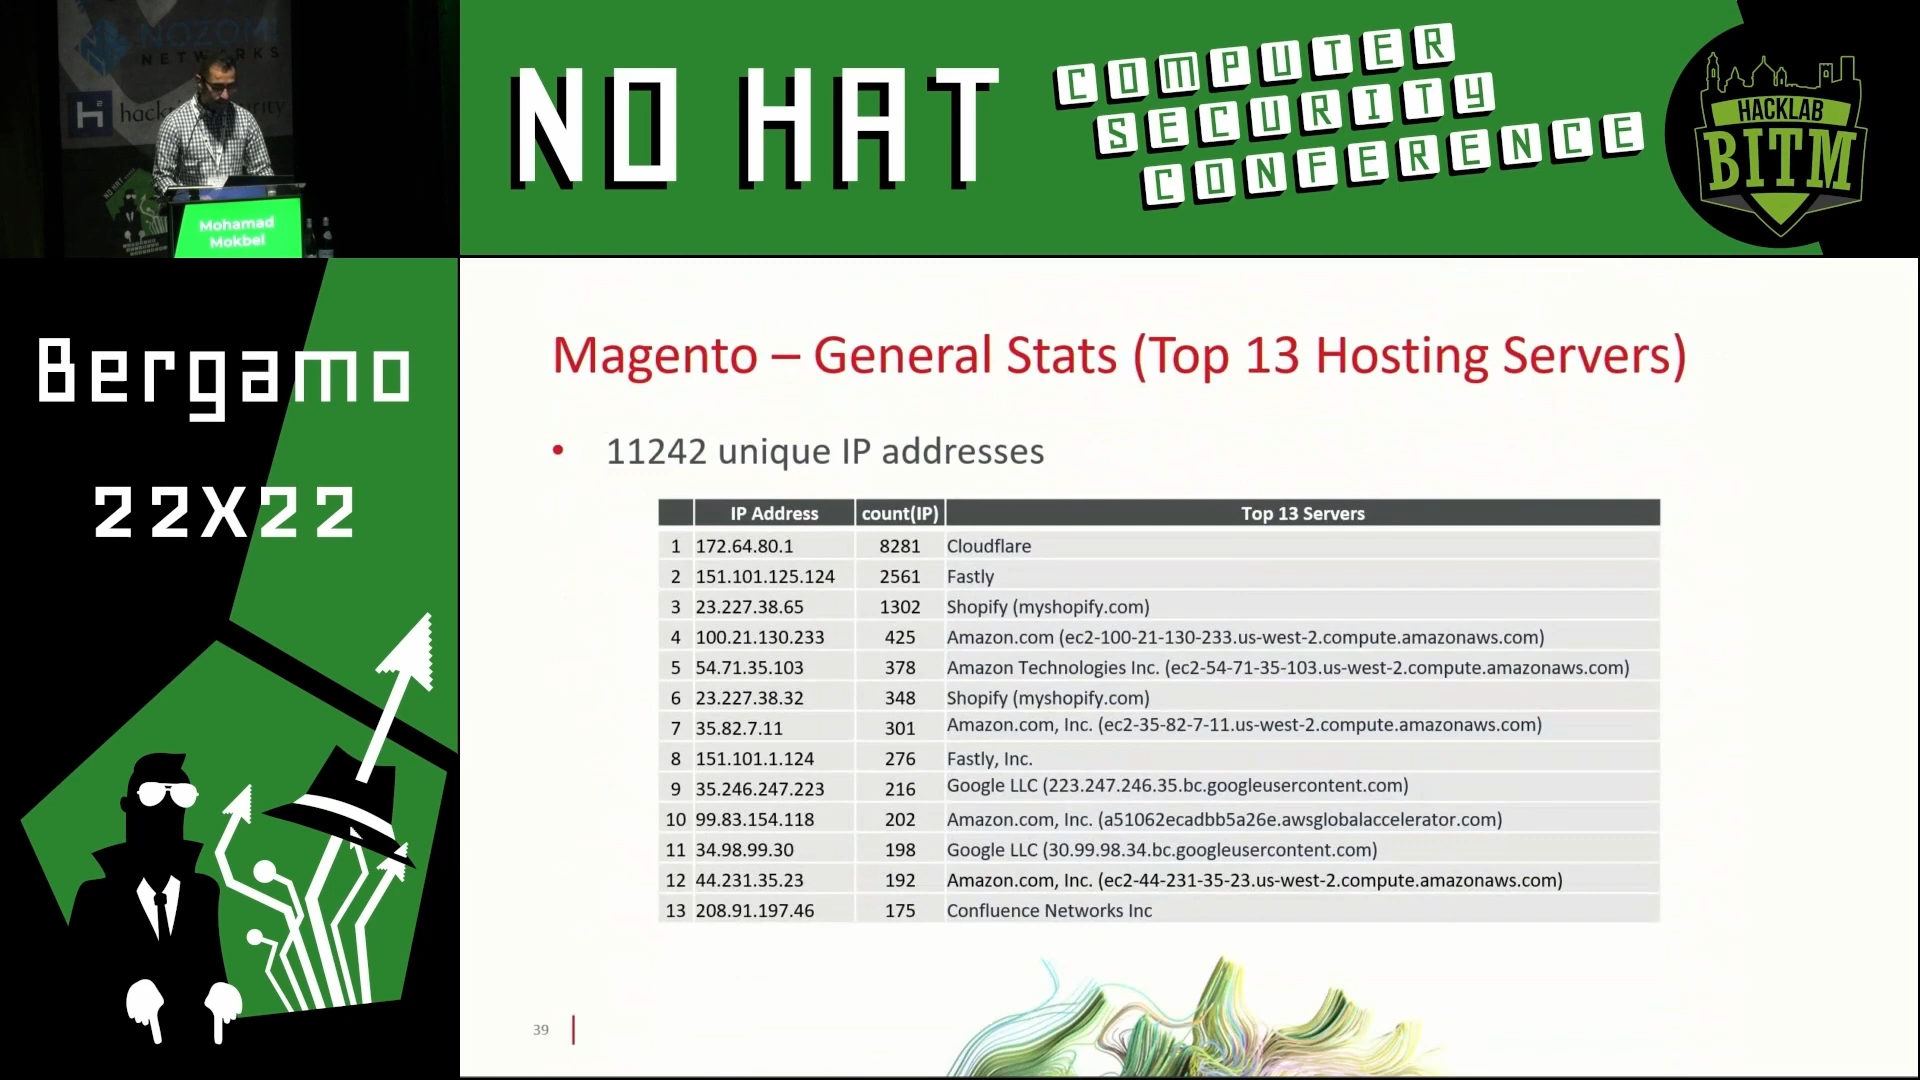 NOZOMI
NETWORKS
Mohamad
Mokbel
NO HAT
COMPUTER
SECURITY
CONFERENCE
HACKLAB
BITM
Bergamo
22X22
Magento – General Stats (Top 13 Hosting Servers)
• 11242 unique IP addresses
IP Address count(IP) Top 13 Servers
1 172.64.80.1 8281 Cloudflare
2 151.101.125.124 2561 Fastly
3 23.227.38.65 1302 Shopify (myshopify.com)
4 100.21.130.233 425 Amazon.com (ec2-100-21-130-233.us-west-2.compute.amazonaws.com)
5 54.71.35.103 378 Amazon Technologies Inc. (ec2-54-71-35-103.us-west-2.compute.amazonaws.com)
6 23.227.38.32 348 Shopify (myshopify.com)
7 35.82.7.11 301 Amazon.com, Inc. (ec2-35-82-7-11.us-west-2.compute.amazonaws.com)
8 151.101.1.124 276 Fastly, Inc.
9 35.246.247.223 216 Google LLC (223.247.246.35.bc.googleusercontent.com)
10 99.83.154.118 202 Amazon.com, Inc. (a51062ecadbb5a26e.awsglobalaccelerator.com)
11 34.98.99.30 198 Google LLC (30.99.98.34.bc.googleusercontent.com)
12 44.231.35.23 192 Amazon.com, Inc. (ec2-44-231-35-23.us-west-2.compute.amazonaws.com)
13 208.91.197.46 175 Confluence Networks Inc
39